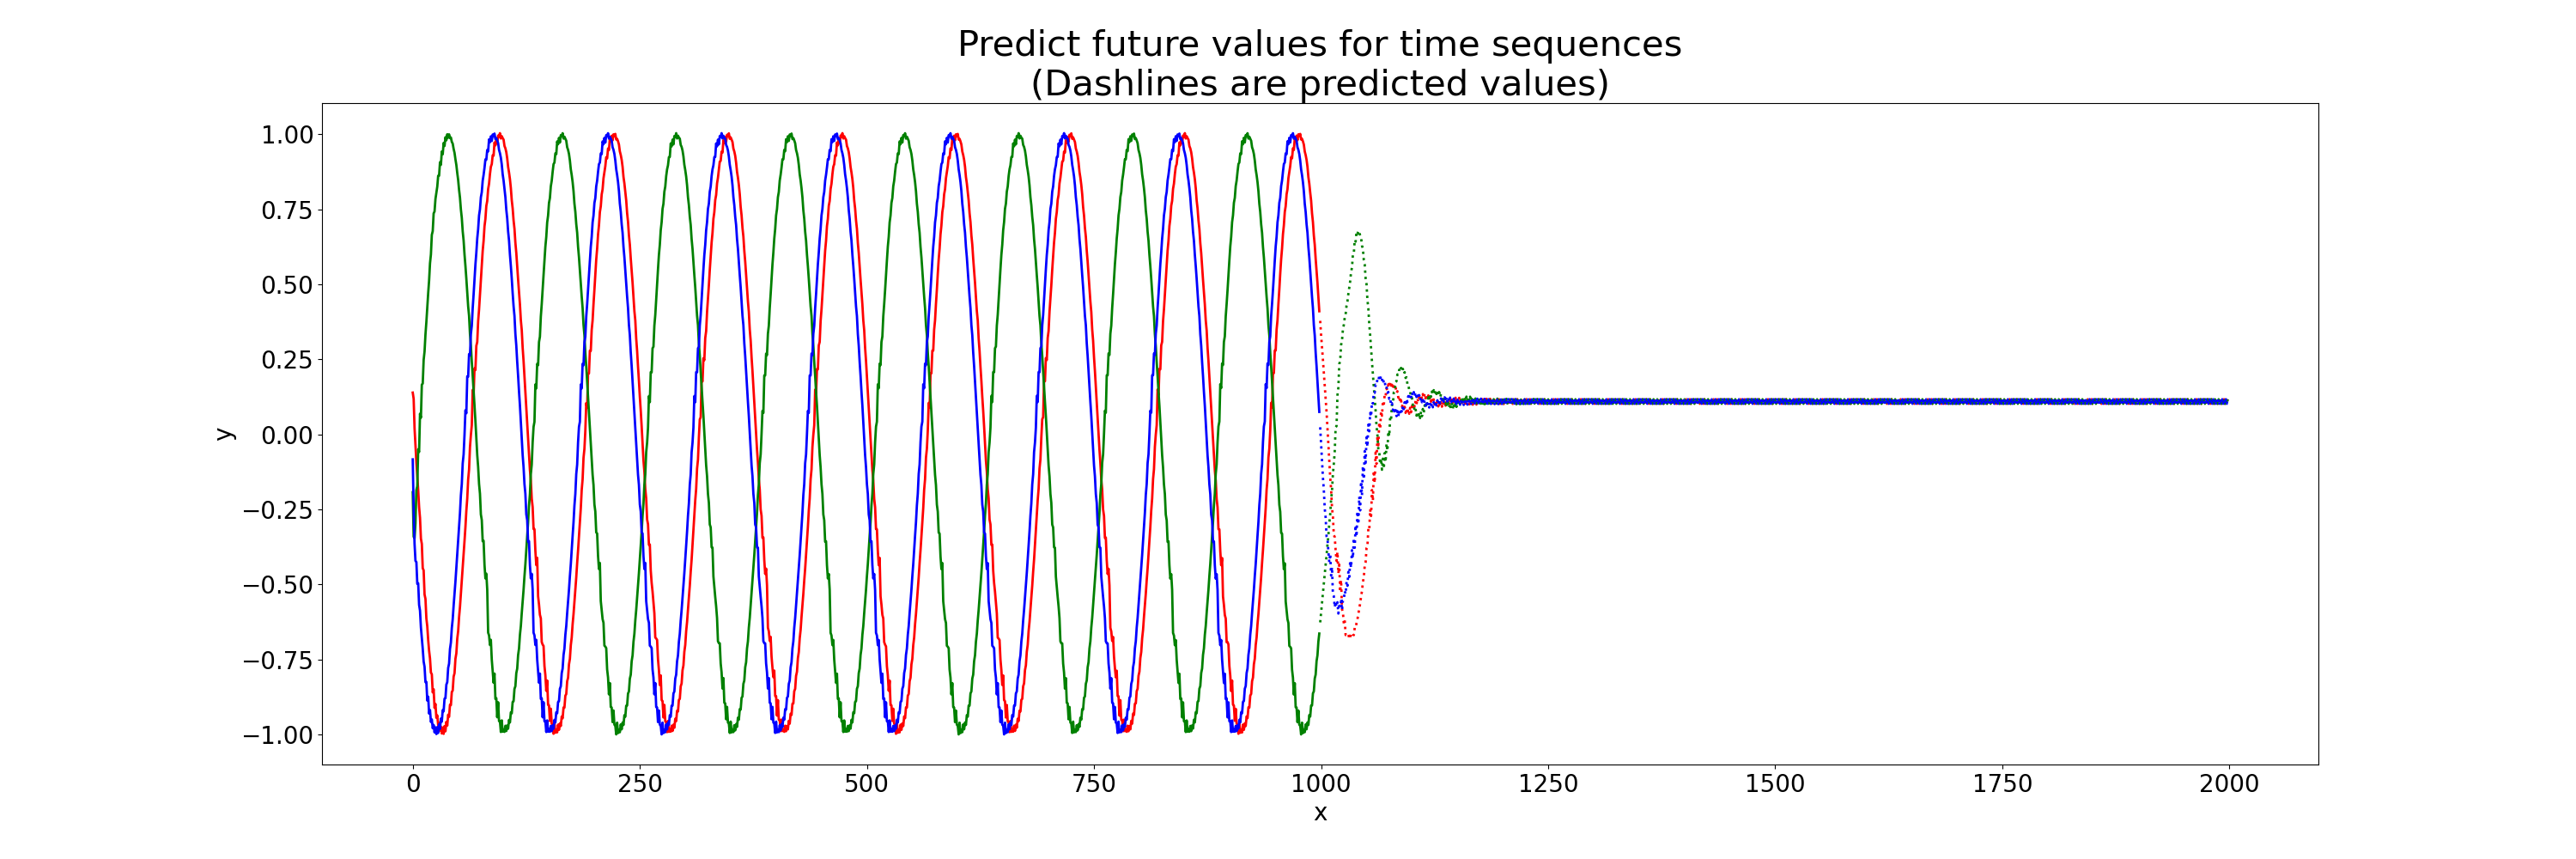 Predict future values for time sequences
(Dashlines are predicted values)
1.00
0.75
0.50
0.25
0.00
−0.25
−0.50
−0.75
−1.00
y
0 250 500 750 1000 1250 1500 1750 2000
x